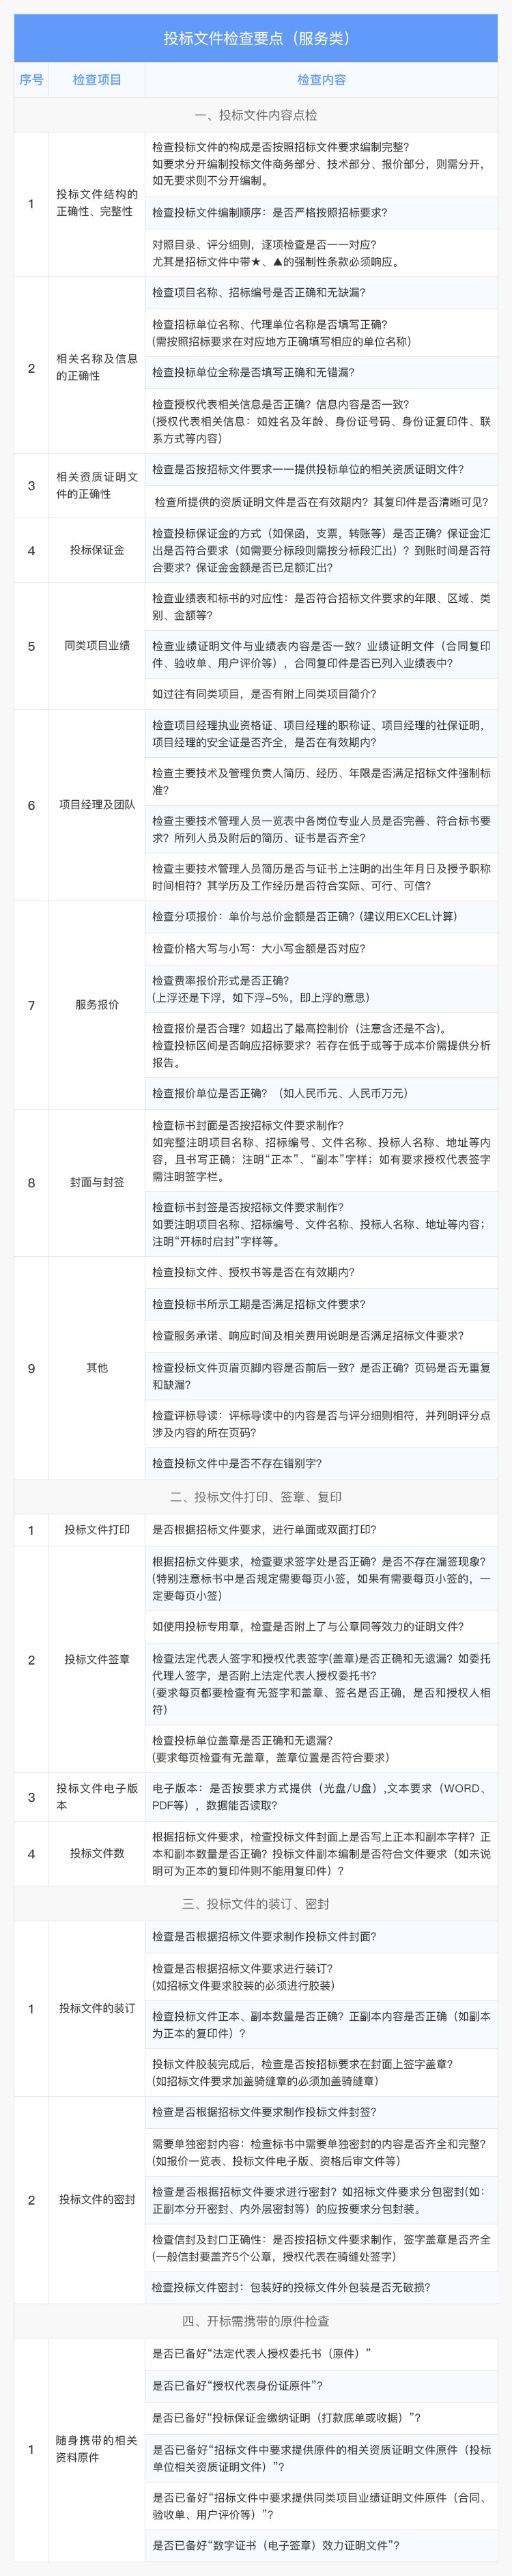 投标文件检查要点（服务类）
序号 检查项目 检查内容
一、投标文件内容点检
1
投标文件结构的
正确性、完整性
检查投标文件的构成是否按照招标文件要求编制完整?
如要求分开编制投标文件商务部分、技术部分、报价部分，则需分开，
如无要求则不分开编制。
检查投标文件编制顺序：是否严格按照招标要求?
对照目录、评分细则，逐项检查是否一一对应?
尤其是招标文件中带★、▲的强制性条款必须响应。
2
相关名称及信息
的正确性
检查项目名称、招标编号是否正确和无缺漏?
检查招标单位名称、代理单位名称是否填写正确?
(需按照招标要求在对应地方正确填写相应的单位名称)
检查投标单位全称是否填写正确和无错漏?
检查授权代表相关信息是否正确？信息内容是否一致?
(授权代表相关信息：如姓名及年龄、身份证号码、身份证复印件、联
系方式等内容)
3
相关资质证明文
件的正确性
检查是否按招标文件要求一一提供投标单位的相关资质证明文件?
检查所提供的资质证明文件是否在有效期内？其复印件是否清晰可见?
4
投标保证金
检查投标保证金的方式（如保函，支票，转账等）是否正确？保证金汇
出是否符合要求（如需要分标段则需按分标段汇出）? 到账时间是否符
合要求？保证金金额是否已足额汇出?
5
同类项目业绩
检查业绩表和标书的对应性：是否符合招标文件要求的年限、区域、类
别、金额等?
检查业绩证明文件与业绩表内容是否一致？业绩证明文件（合同复印
件、验收单、用户评价等），合同复印件是否已列入业绩表中?
如过往有同类项目，是否有附上同类项目简介?
6
项目经理及团队
检查项目经理执业资格证、项目经理的职称证、项目经理的社保证明，
项目经理的安全证是否齐全，是否在有效期内?
检查主要技术及管理负责人简历、经历、年限是否满足招标文件强制标
准?
检查主要技术管理人员一览表中各岗位专业人员是否完善、符合标书要
求？所列人员及附后的简历、证书是否齐全?
检查主要技术管理人员简历是否与证书上注明的出生年月日及授予职称
时间相符？其学历及工作经历是否符合实际、可行、可信?
7
服务报价
检查分项报价：单价与总价金额是否正确? (建议用EXCEL计算)
检查价格大写与小写：大小写金额是否对应?
检查费率报价形式是否正确?
(上浮还是下浮，如下浮-5%，即上浮的意思)
检查报价是否合理？如超出了最高控制价（注意含还是不含)。
检查投标区间是否响应招标要求？若存在低于或等于成本价需提供分析
报告。
检查报价单位是否正确? （如人民币元、人民币万元）
8
封面与封签
检查标书封面是否按招标文件要求制作?
如完整注明项目名称、招标编号、文件名称、投标人名称、地址等内
容，且书写正确；注明“正本”、“副本”字样；如有要求授权代表签字
需注明签字栏。
检查标书封签是否按招标文件要求制作?
如要注明项目名称、招标编号、文件名称、投标人名称、地址等内容；
注明“开标时启封”字样等。
9
其他
检查投标文件、授权书等是否在有效期内?
检查投标书所示工期是否满足招标文件要求?
检查服务承诺、响应时间及相关费用说明是否满足招标文件要求?
检查投标文件页眉页脚内容是否前后一致？是否正确？页码是否无重复
和缺漏?
检查评标导读：评标导读中的内容是否与评分细则相符，并列明评分点
涉及内容的所在页码?
检查投标文件中是否不存在错别字?
二、投标文件打印、签章、复印
1
投标文件打印
是否根据招标文件要求，进行单面或双面打印?
2
投标文件签章
根据招标文件要求，检查要求签字处是否正确？是否不存在漏签现象?
(特别注意标书中是否规定需要每页小签，如果有需要每页小签的，一
定要每页小签)
如使用投标专用章，检查是否附上了与公章同等效力的证明文件?
检查法定代表人签字和授权代表签字(盖章)是否正确和无遗漏？如委托
代理人签字，是否附上法定代表人授权委托书?
(要求每页都要检查有无签字和盖章、签名是否正确，是否和授权人相
符)
检查投标单位盖章是否正确和无遗漏?
(要求每页检查有无盖章，盖章位置是否符合要求)
3
投标文件电子版
本
电子版本：是否按要求方式提供（光盘/U盘）,文本要求（WORD、
PDF等），数据能否读取?
4
投标文件数
根据招标文件要求，检查投标文件封面上是否写上正本和副本字样？正
本和副本数量是否正确？投标文件副本编制是否符合文件要求（如未说
明可为正本的复印件则不能用复印件）?
三、投标文件的装订、密封
1
投标文件的装订
检查是否根据招标文件要求制作投标文件封面?
检查是否根据招标文件要求进行装订?
(如招标文件要求胶装的必须进行胶装)
检查投标文件正本、副本数量是否正确？正副本内容是否正确（如副本
为正本的复印件）?
投标文件胶装完成后，检查是否按招标要求在封面上签字盖章?
(如招标文件要求加盖骑缝章的必须加盖骑缝章)
2
投标文件的密封
检查是否根据招标文件要求制作投标文件封签?
需要单独密封内容：检查标书中需要单独密封的内容是否齐全和完整?
(如报价一览表、投标文件电子版、资格后审文件等)
检查是否根据招标文件要求进行密封？如招标文件要求分包密封(如：
正副本分开密封、内外层密封等）的应按要求分包封装。
检查信封及封口正确性：是否按招标文件要求制作，签字盖章是否齐全
(一般信封要盖齐5个公章，授权代表在骑缝处签字)
检查投标文件密封：包装好的投标文件外包装是否无破损?
四、开标需携带的原件检查
1
随身携带的相关
资料原件
是否已备好“法定代表人授权委托书（原件）”
是否已备好“授权代表身份证原件”?
是否已备好“投标保证金缴纳证明（打款底单或收据）”?
是否已备好“招标文件中要求提供原件的相关资质证明文件原件（投标
单位相关资质证明文件）”?
是否已备好“招标文件中要求提供同类项目业绩证明文件原件（合同、
验收单、用户评价等）”?
是否已备好“数字证书（电子签章）效力证明文件”?